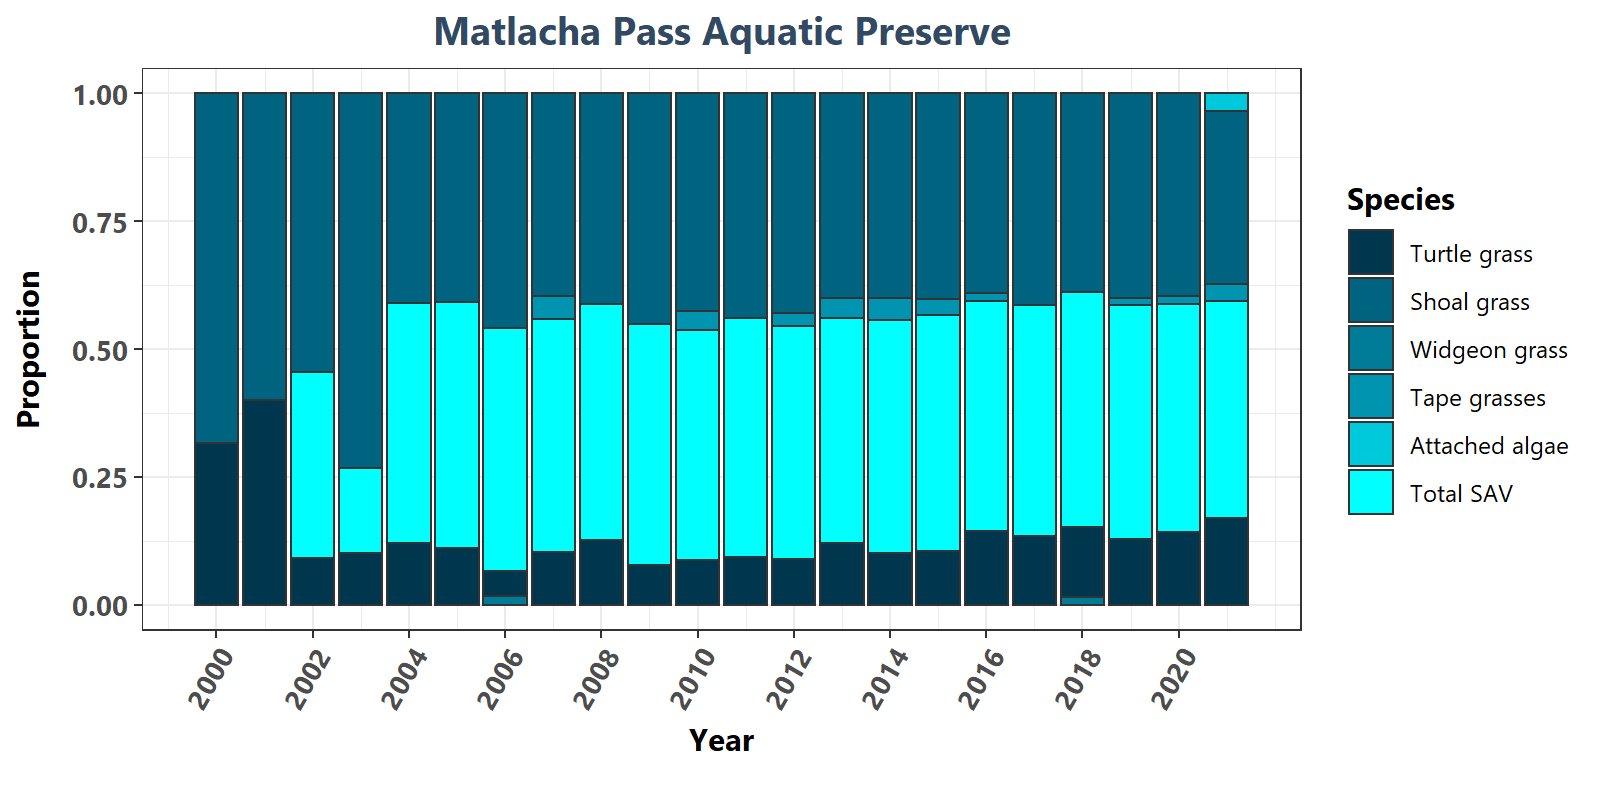 Matlacha Pass Aquatic Preserve
1.00
0.75
0.50
0.25
0.00
Proportion
2000
2002
2004
2006
2008
2010
2012
2014
2016
2018
2020
Year
Species
Turtle grass
Shoal grass
Widgeon grass
Tape grasses
Attached algae
Total SAV